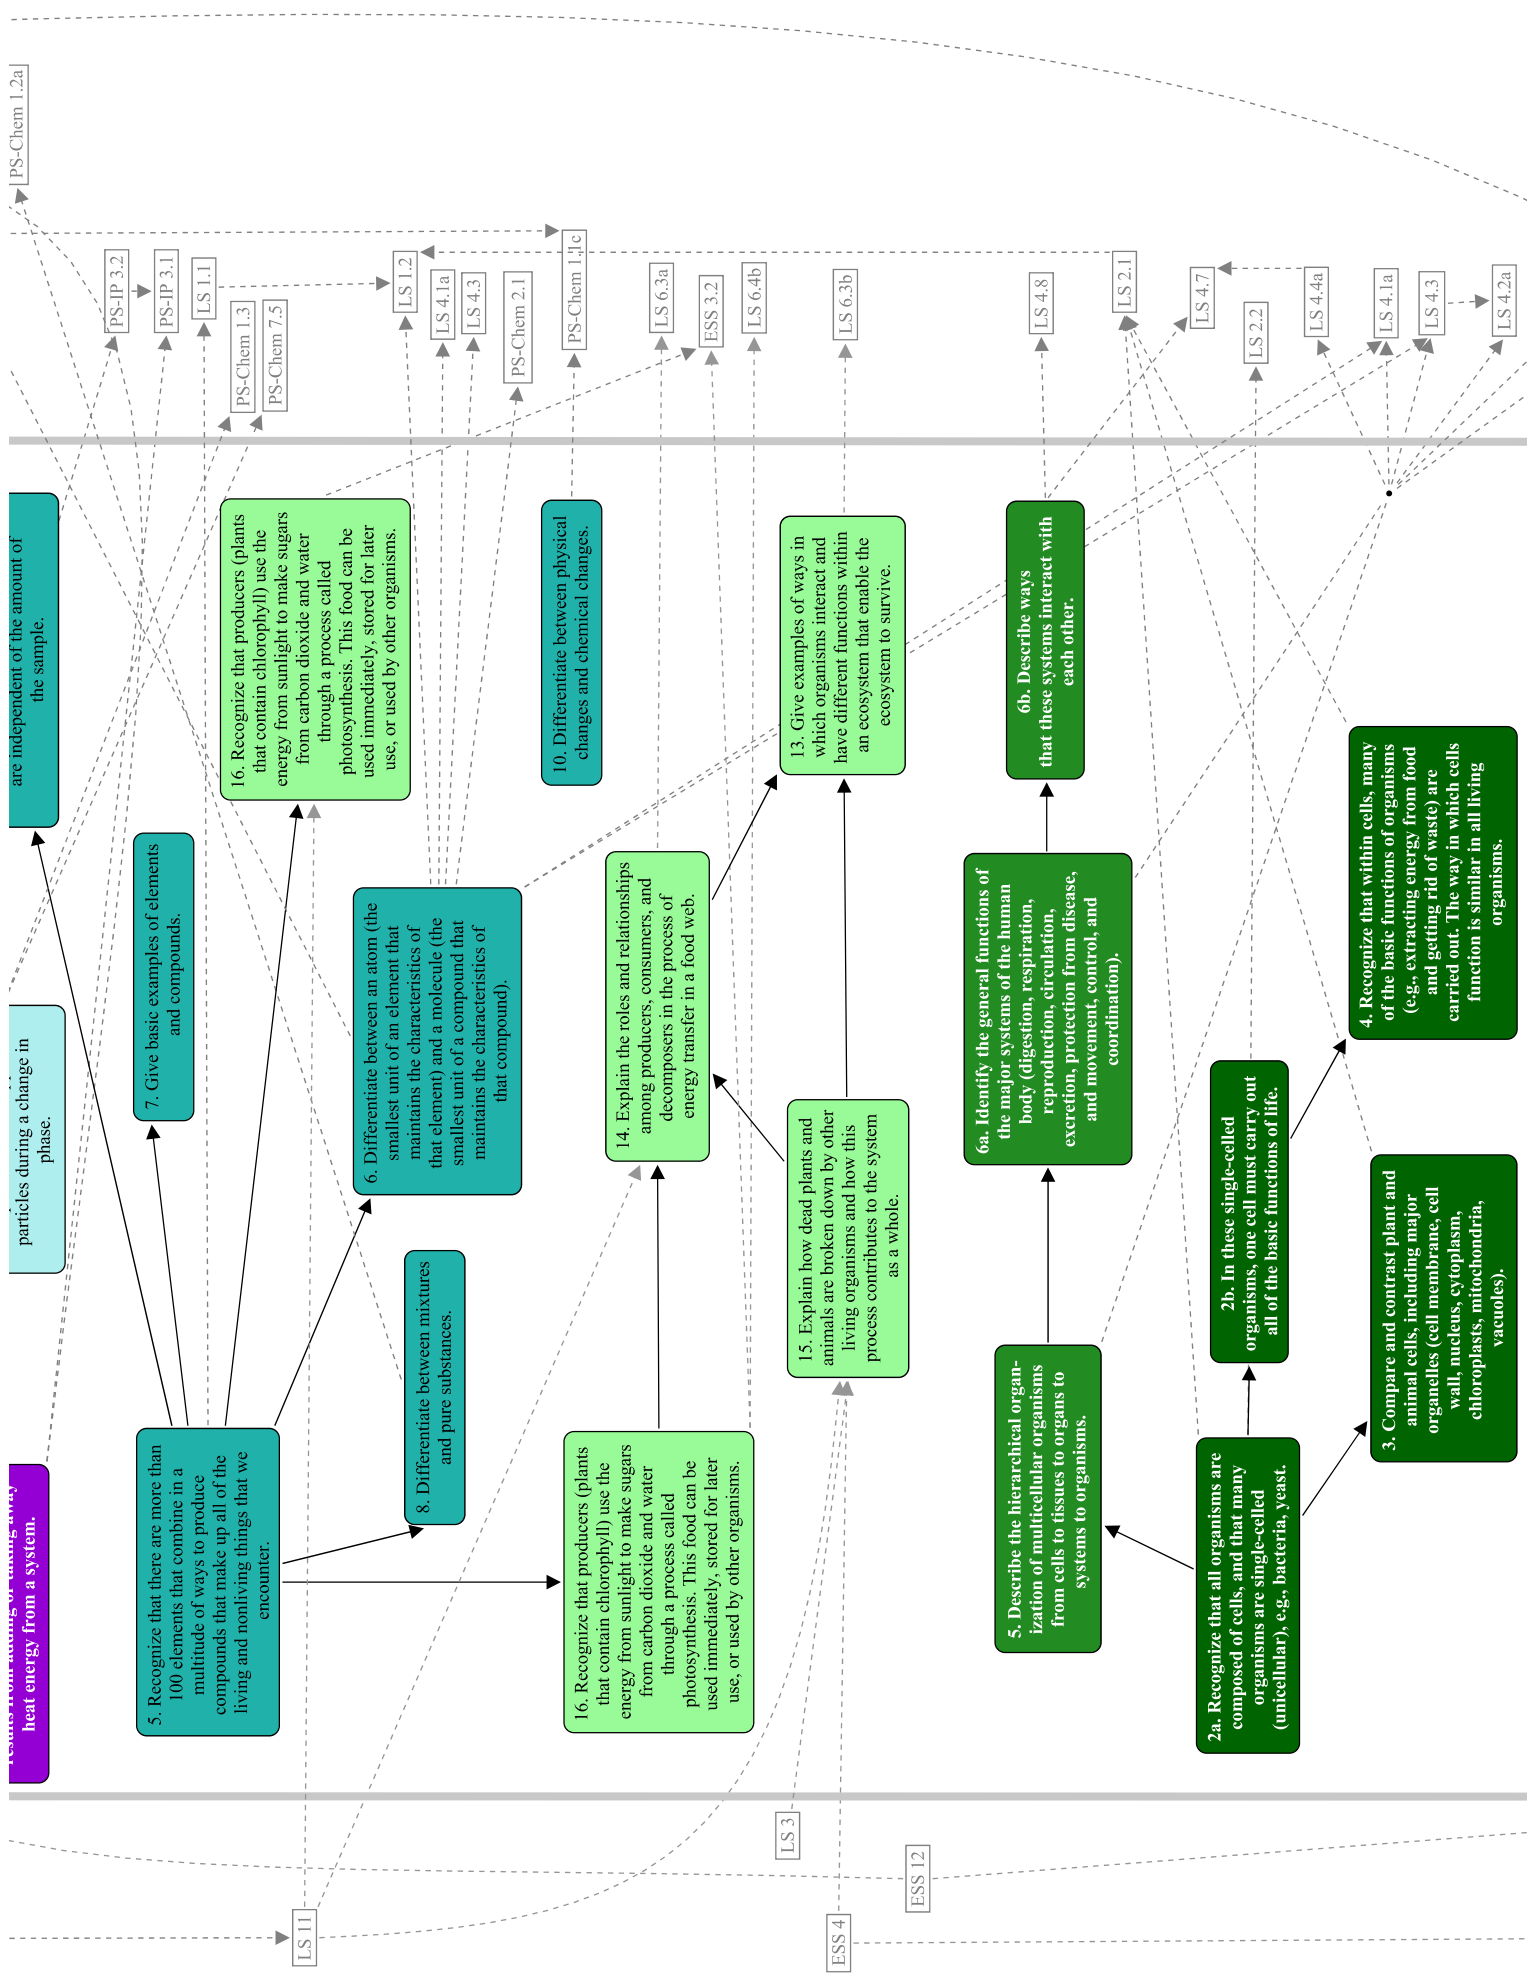 PS-Chem 1.2a
PS-IP 3.2
PS-IP 3.1
LS 1.1
PS-Chem 1.3
PS-Chem 7.5
LS 1.2
LS 4.1a
LS 4.3
PS-Chem 2.1
PS-Chem 1.1c
LS 6.3a
ESS 3.2
LS 6.4b
LS 6.3b
LS 4.8
LS 2.1
LS 4.7
LS 2.2
LS 4.4a
LS 4.1a
LS 4.3
LS 4.2a
are independent of the amount of
the sample.
16. Recognize that producers (plants
that contain chlorophyll) use the
energy from sunlight to make sugars
from carbon dioxide and water
through a process called
photosynthesis. This food can be
used immediately, stored for later
use, or used by other organisms.
10. Differentiate between physical
changes and chemical changes.
13. Give examples of ways in
which organisms interact and
have different functions within
an ecosystem that enable the
ecosystem to survive.
6b. Describe ways
that these systems interact with
each other.
7. Give basic examples of elements
and compounds.
6. Differentiate between an atom (the
smallest unit of an element that
maintains the characteristics of
that element) and a molecule (the
smallest unit of a compound that
maintains the characteristics of
that compound).
14. Explain the roles and relationships
among producers, consumers, and
decomposers in the process of
energy transfer in a food web.
6a. Identify the general functions of
the major systems of the human
body (digestion, respiration,
reproduction, circulation,
excretion, protection from disease,
and movement, control, and
coordination).
4. Recognize that within cells, many
of the basic functions of organisms
(e.g., extracting energy from food
and getting rid of waste) are
carried out. The way in which cells
function is similar in all living
organisms.
particles during a change in
phase.
8. Differentiate between mixtures
and pure substances.
15. Explain how dead plants and
animals are broken down by other
living organisms and how this
process contributes to the system
as a whole.
2b. In these single-celled
organisms, one cell must carry out
all of the basic functions of life.
3. Compare and contrast plant and
animal cells, including major
organelles (cell membrane, cell
wall, nucleus, cytoplasm,
chloroplasts, mitochondria,
vacuoles).
results from adding or taking away
heat energy from a system.
5. Recognize that there are more than
100 elements that combine in a
multitude of ways to produce
compounds that make up all of the
living and nonliving things that we
encounter.
16. Recognize that producers (plants
that contain chlorophyll) use the
energy from sunlight to make sugars
from carbon dioxide and water
through a process called
photosynthesis. This food can be
used immediately, stored for later
use, or used by other organisms.
5. Describe the hierarchical organ-
ization of multicellular organisms
from cells to tissues to organs to
systems to organisms.
2a. Recognize that all organisms are
composed of cells, and that many
organisms are single-celled
(unicellular), e.g., bacteria, yeast.
LS 11
LS 3
ESS 4
ESS 12